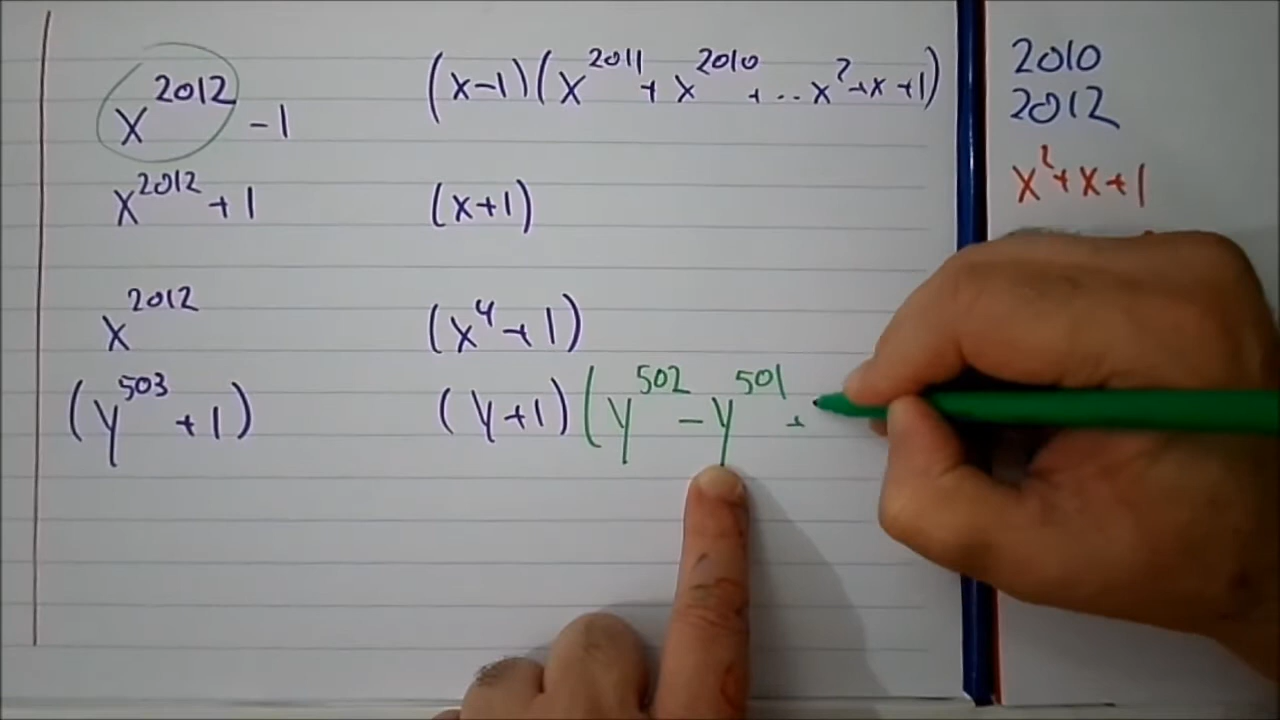 x^2012 - 1 (x-1)(x^2011 + x^2010 + .. x^2 + x + 1)
x^2012 + 1 (x+1)
x^2012 (x^4 + 1)
(y^503 + 1) (y+1)(y^502 - y^501 +
2010
2012
x^2 + x + 1